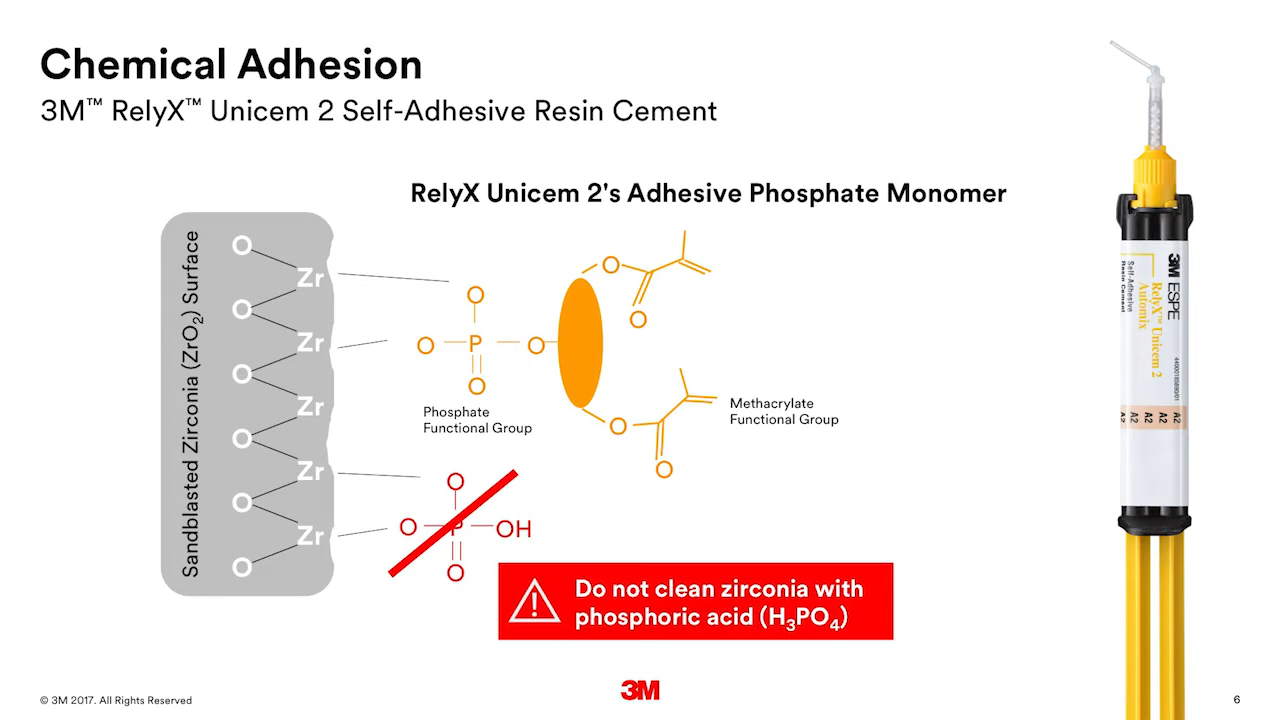 Chemical Adhesion
3M™ RelyX™ Unicem 2 Self-Adhesive Resin Cement
RelyX Unicem 2's Adhesive Phosphate Monomer
Sandblasted Zirconia (ZrO₂) Surface
O
Zr
O
Zr
O
Zr
O
Zr
O
Zr
O
O
O
P
O
O
O
O
O
O
Phosphate
Functional Group
Methacrylate
Functional Group
O
O
P
OH
O
Do not clean zirconia with
phosphoric acid (H₃PO₄)
3M ESPE
RelyX™ Unicem 2
Automix
Self-Adhesive
Resin Cement
44000185890/01
A2
A2
A2
A2
A2
© 3M 2017. All Rights Reserved
3M
6